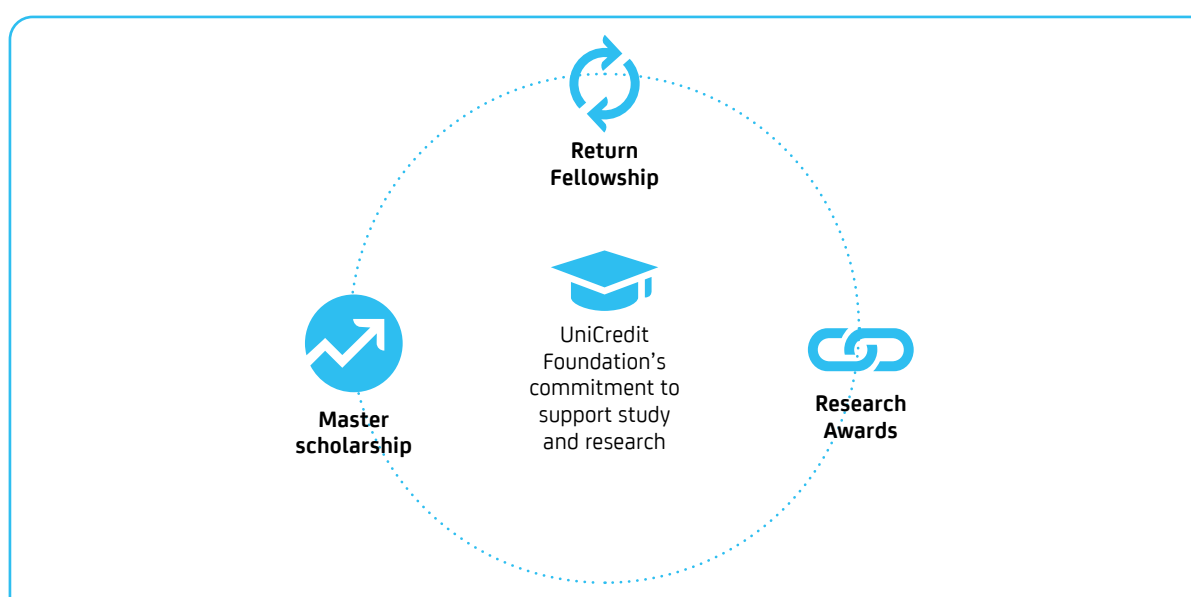 Return
Fellowship
UniCredit
Foundation’s
commitment to
support study
and research
Master
scholarship
Research
Awards